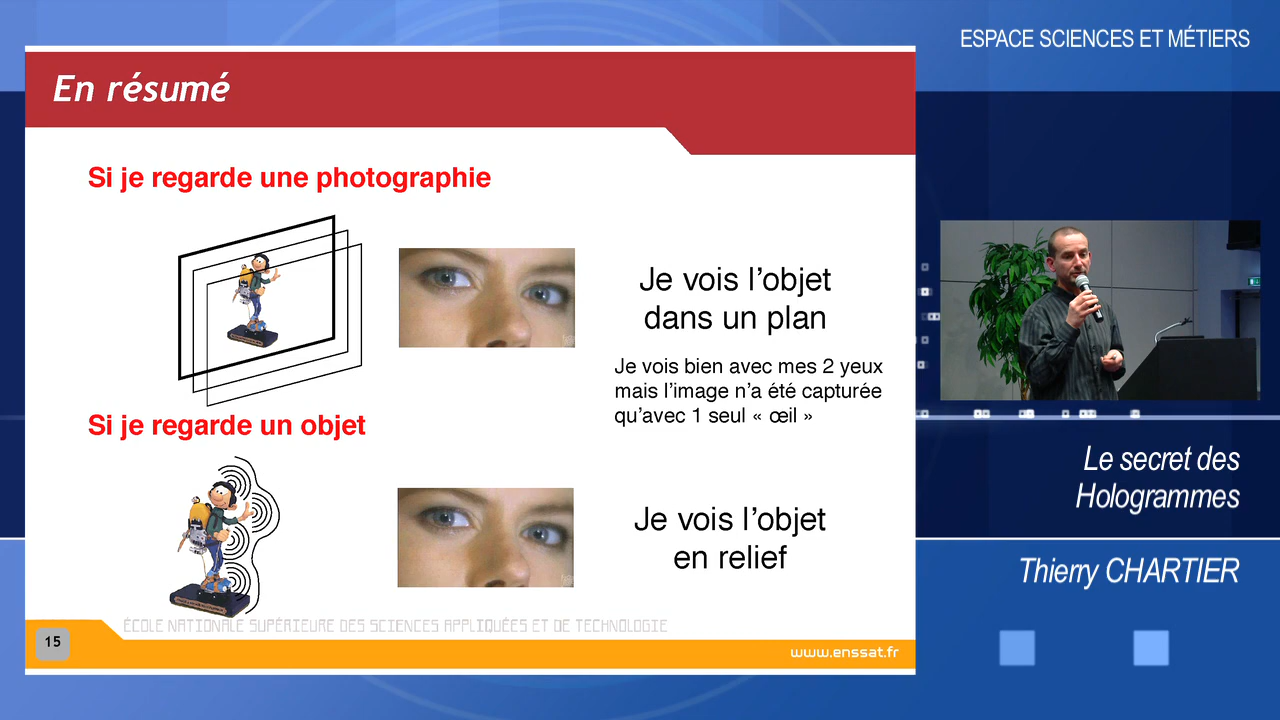 ESPACE SCIENCES ET MÉTIERS
En résumé
Si je regarde une photographie
Je vois l'objet
dans un plan
Je vois bien avec mes 2 yeux
mais l'image n'a été capturée
qu'avec 1 seul « œil »
Si je regarde un objet
Je vois l'objet
en relief
Le secret des
Hologrammes
Thierry CHARTIER
ÉCOLE NATIONALE SUPÉRIEURE DES SCIENCES APPLIQUÉES ET DE TECHNOLOGIE
15
www.enssat.fr